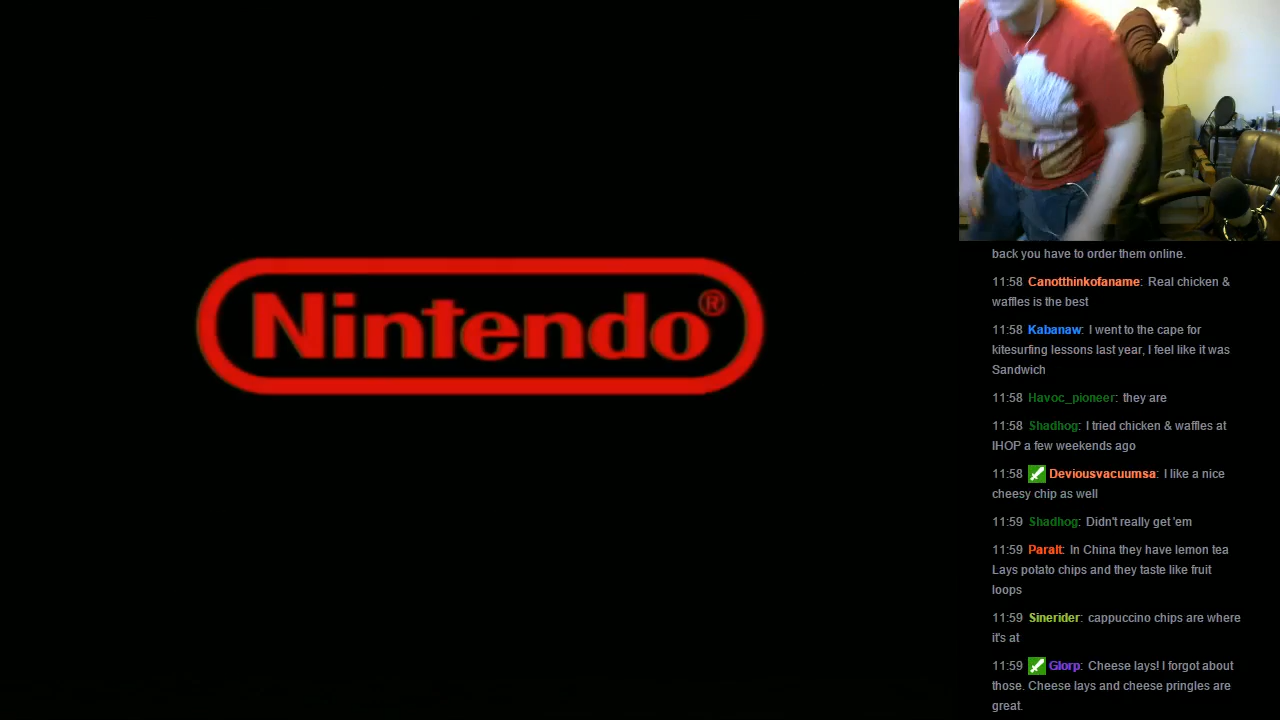 Nintendo®
back you have to order them online.
11:58 Canotthinkofaname: Real chicken &
waffles is the best
11:58 Kabanaw: I went to the cape for
kitesurfing lessons last year, I feel like it was
Sandwich
11:58 Havoc_pioneer: they are
11:58 Shadhog: I tried chicken & waffles at
IHOP a few weekends ago
11:58 Deviousvacuumsa: I like a nice
cheesy chip as well
11:59 Shadhog: Didn't really get 'em
11:59 Paralt: In China they have lemon tea
Lays potato chips and they taste like fruit
loops
11:59 Sinerider: cappuccino chips are where
it's at
11:59 Glorp: Cheese lays! I forgot about
those. Cheese lays and cheese pringles are
great.